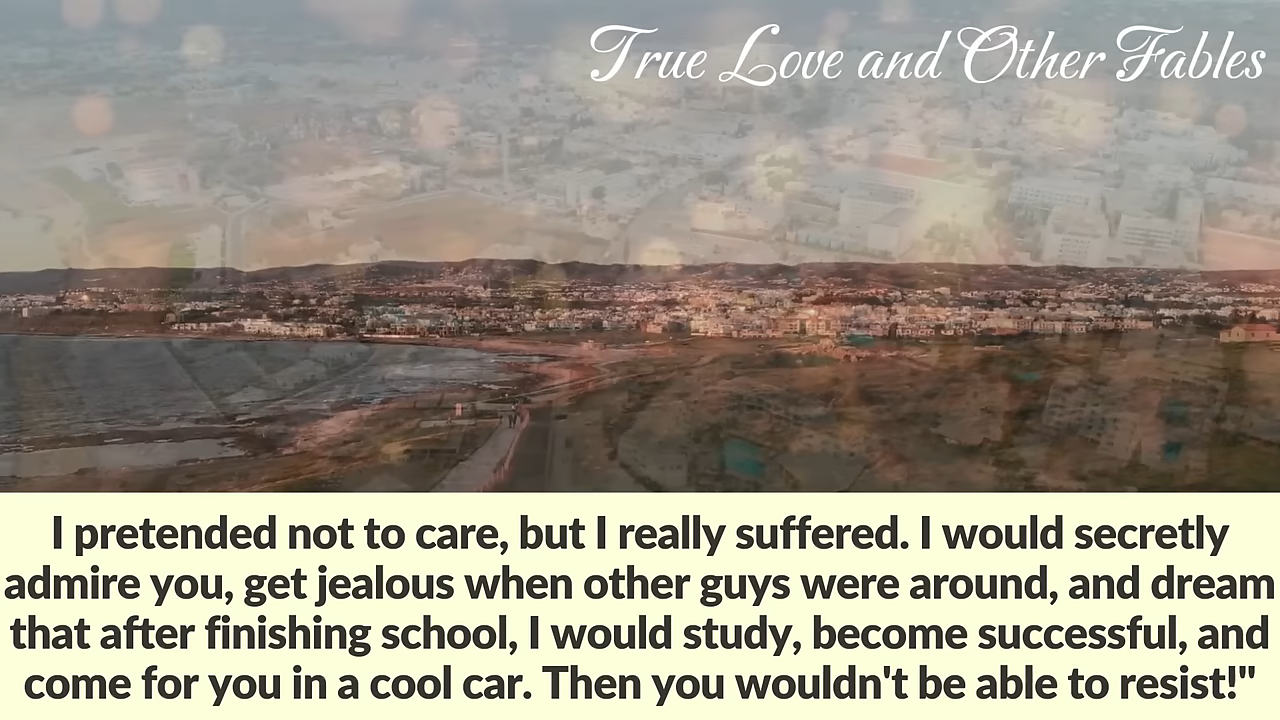 True Love and Other Fables
I pretended not to care, but I really suffered. I would secretly
admire you, get jealous when other guys were around, and dream
that after finishing school, I would study, become successful, and
come for you in a cool car. Then you wouldn't be able to resist!"